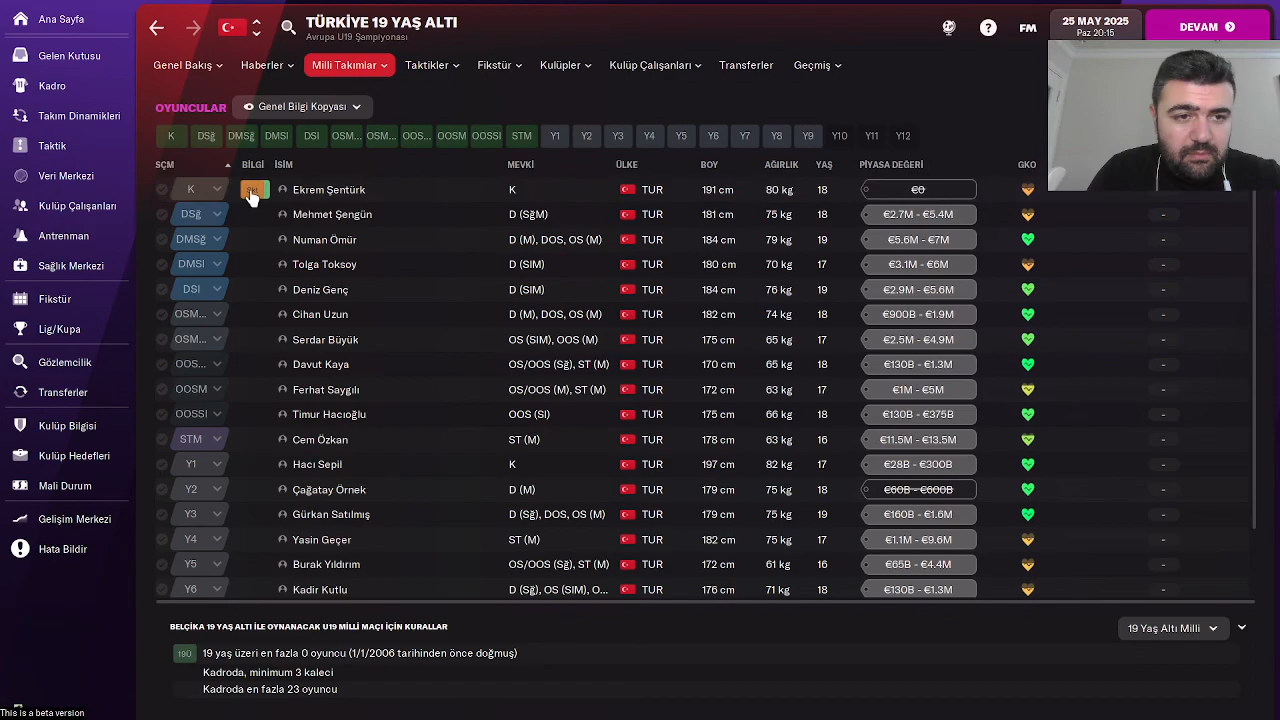 Ana Sayfa
Gelen Kutusu
Kadro
Takım Dinamikleri
Taktik
Veri Merkezi
Kulüp Çalışanları
Antrenman
Sağlık Merkezi
Fikstür
Lig/Kupa
Gözlemcilik
Transferler
Kulüp Bilgisi
Kulüp Hedefleri
Mali Durum
Gelişim Merkezi
Hata Bildir
This is a beta version
TÜRKİYE 19 YAŞ ALTI
Avrupa U19 Şampiyonası
FM
25 MAY 2025
Paz 20:15
DEVAM
Genel Bakış Haberler Milli Takımlar Taktikler Fikstür Kulüpler Kulüp Çalışanları Transferler Geçmiş
OYUNCULAR Genel Bilgi Kopyası
K DSğ DMSğ DMSI DSI OSM... OSM... OOS... OOSM OOSSI STM Y1 Y2 Y3 Y4 Y5 Y6 Y7 Y8 Y9 Y10 Y11 Y12
SÇM BİLGİ İSİM MEVKİ ÜLKE BOY AĞIRLIK YAŞ PİYASA DEĞERİ GKO
K Ekrem Şentürk K TUR 191 cm 80 kg 18 €0
DSğ Mehmet Şengün D (SğM) TUR 181 cm 75 kg 18 €2.7M - €5.4M -
DMSğ Numan Ömür D (M), DOS, OS (M) TUR 184 cm 79 kg 19 €5.6M - €7M -
DMSI Tolga Toksoy D (SIM) TUR 180 cm 70 kg 17 €3.1M - €6M -
DSI Deniz Genç D (SIM) TUR 184 cm 76 kg 19 €2.9M - €5.6M -
OSM... Cihan Uzun D (M), DOS, OS (M) TUR 182 cm 74 kg 18 €900B - €1.9M -
OSM... Serdar Büyük OS (SIM), OOS (M) TUR 175 cm 65 kg 17 €2.5M - €4.9M -
OOS... Davut Kaya OS/OOS (Sğ), ST (M) TUR 170 cm 65 kg 18 €130B - €1.3M -
OOSM Ferhat Saygılı OS/OOS (M), ST (M) TUR 172 cm 63 kg 17 €1M - €5M -
OOSSI Timur Hacıoğlu OOS (SI) TUR 175 cm 66 kg 18 €130B - €375B -
STM Cem Özkan ST (M) TUR 178 cm 63 kg 16 €11.5M - €13.5M -
Y1 Hacı Sepil K TUR 197 cm 82 kg 17 €28B - €300B -
Y2 Çağatay Örnek D (M) TUR 179 cm 75 kg 18 €60B - €600B -
Y3 Gürkan Satılmış D (Sğ), DOS, OS (M) TUR 179 cm 75 kg 19 €160B - €1.6M -
Y4 Yasin Geçer ST (M) TUR 182 cm 75 kg 17 €1.1M - €9.6M -
Y5 Burak Yıldırım OS/OOS (Sğ), ST (M) TUR 172 cm 61 kg 16 €65B - €4.4M -
Y6 Kadir Kutlu D (Sğ), OS (SIM), O... TUR 176 cm 71 kg 18 €130B - €1.3M -
BELÇİKA 19 YAŞ ALTI İLE OYNANACAK U19 MİLLİ MAÇI İÇİN KURALLAR
19 Yaş Altı Milli
19Ü 19 yaş üzeri en fazla 0 oyuncu (1/1/2006 tarihinden önce doğmuş)
Kadroda, minimum 3 kaleci
Kadroda en fazla 23 oyuncu